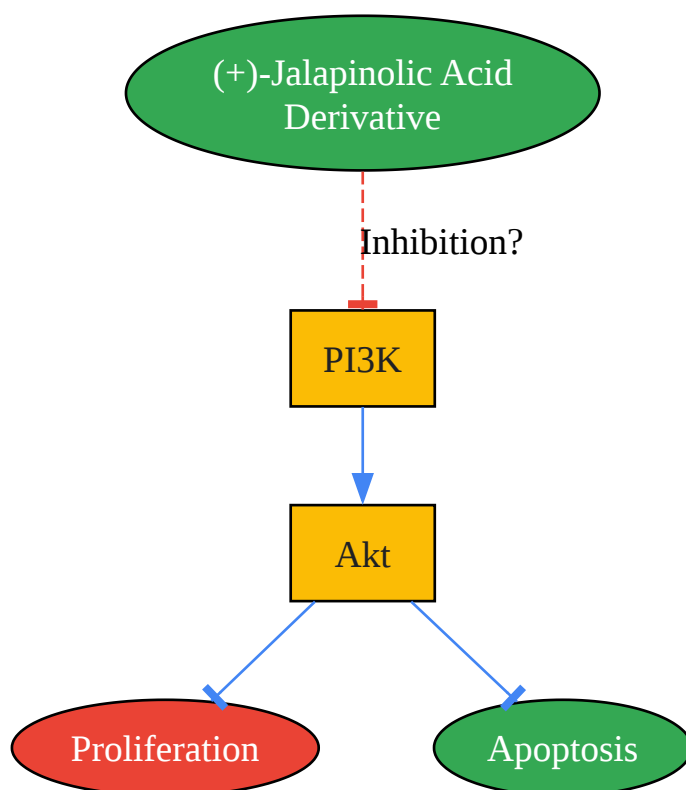 (+)-Jalapinolic Acid
Derivative
Inhibition?
PI3K
Akt
Proliferation
Apoptosis